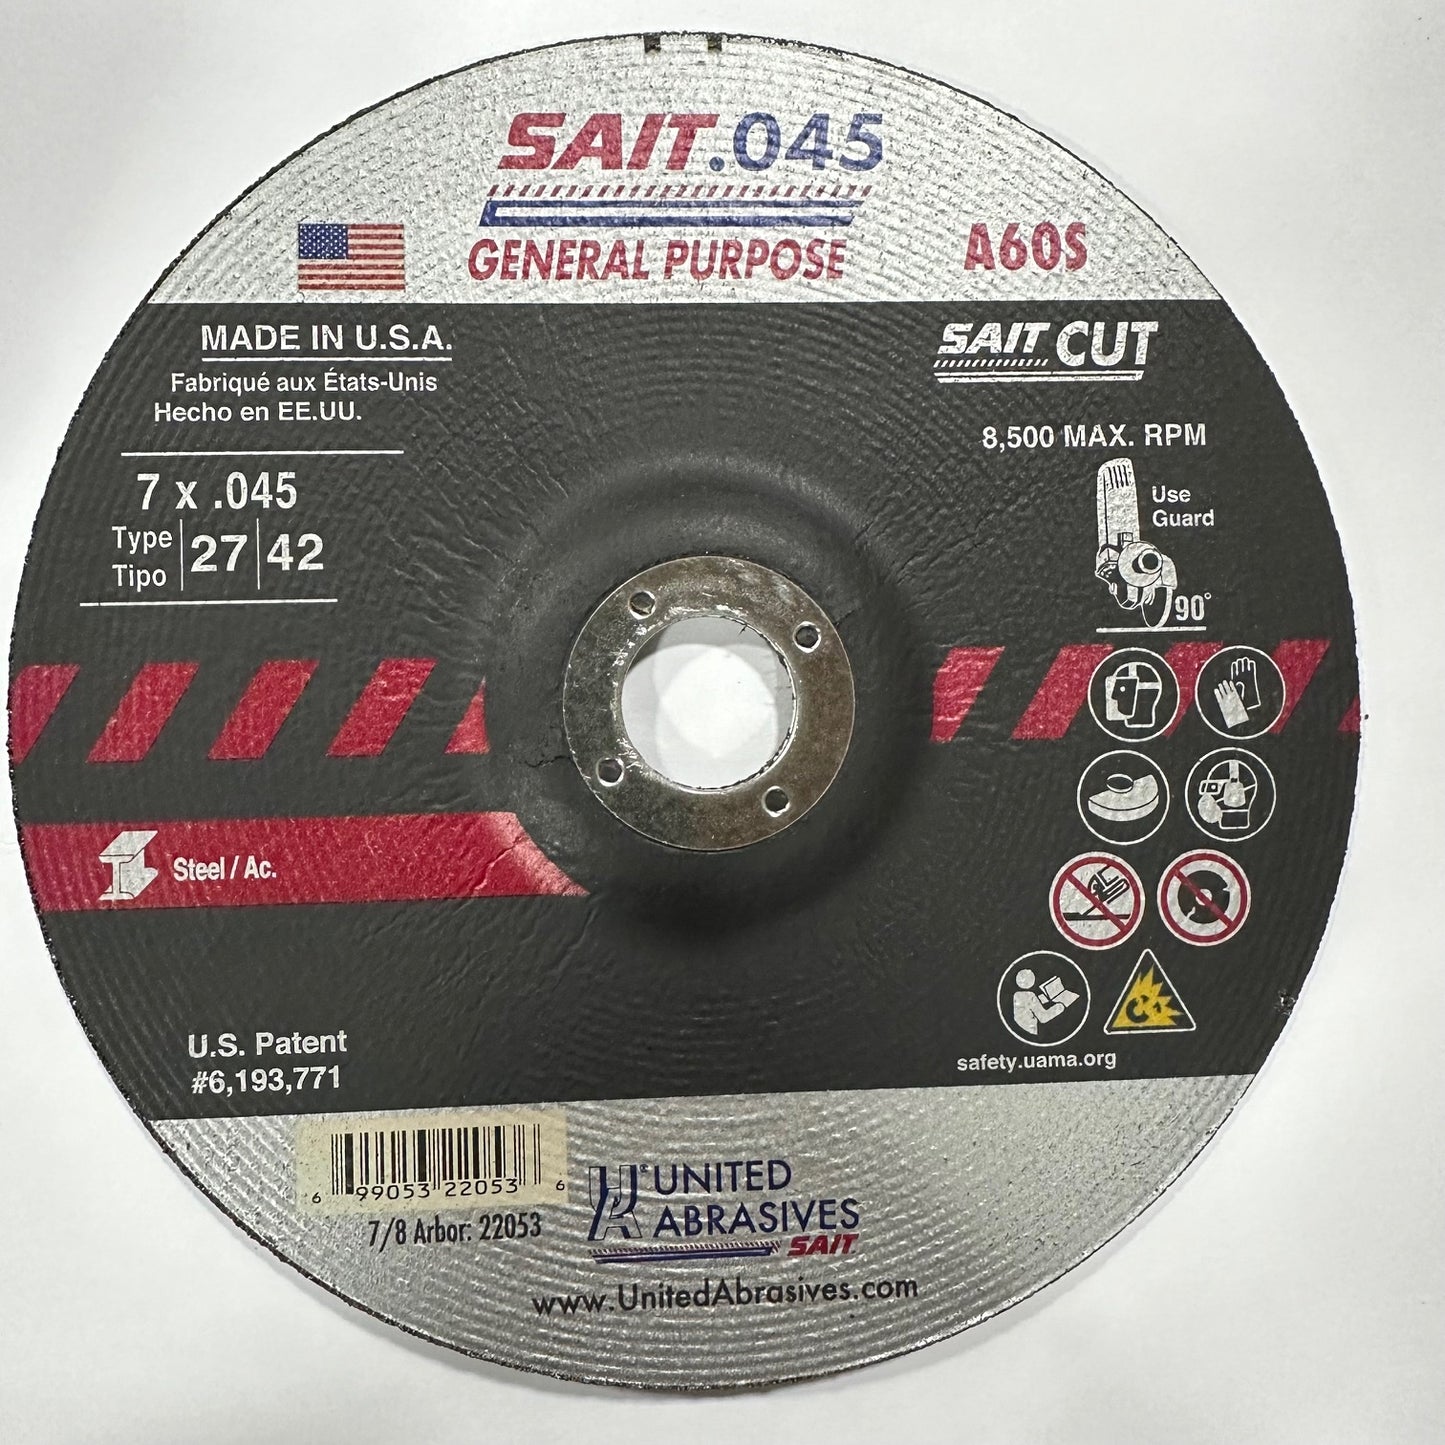 SAIT.045
GENERAL PURPOSE
A60S
MADE IN U.S.A.
Fabriqué aux États-Unis
Hecho en EE.UU.
SAIT CUT
8,500 MAX. RPM
Use
Guard
90°
7 x .045
Type
Tipo
27 42
Steel / Ac.
U.S. Patent
#6,193,771
safety.uama.org
6 99053 22053 6
7/8 Arbor: 22053
UNITED
ABRASIVES
SAIT
www.UnitedAbrasives.com